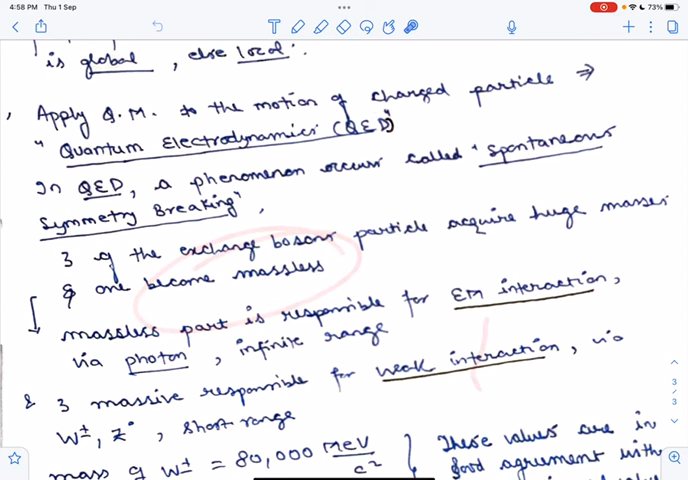 4:58 PM Thu 1 Sep
73%
is global , else local.
Apply Q.M. to the motion of charged particle ⇒
" Quantum Electrodynamics (QED)"
In QED, a phenomenon occurs called " Spontaneous
Symmetry Breaking",
3 of the exchange bosons particle acquire huge masses
& one become massless
massless part is responsible for EM interaction,
via photon , infinite range
& 3 massive responsible for weak interaction, via
W±, Z° , short range
mass of W± = 80,000 MeV/c²
These values are in
good agreement with
3
3